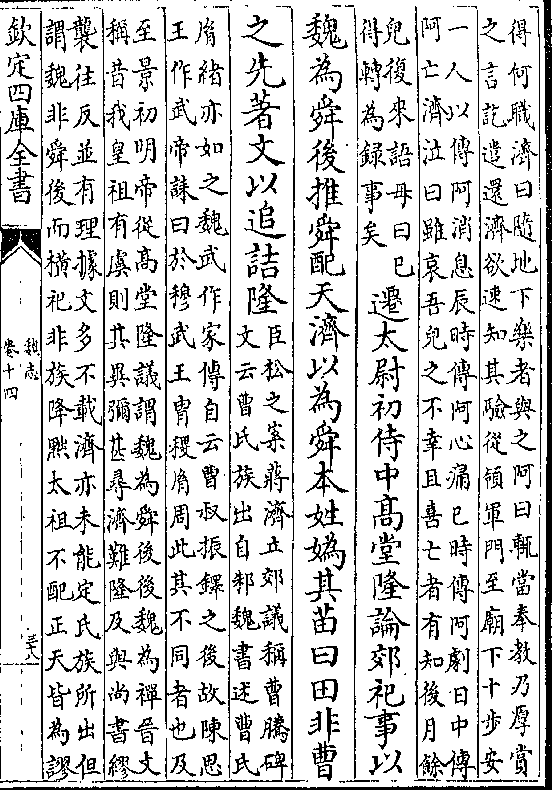 得何職濟曰隨地下樂者與之阿曰輒當奉教乃厚賞
之言訖遣還濟欲速知其驗從領軍門至廟下十步安
一人以傳阿消息辰時傳阿心痛巳時傳阿劇日中傳
阿亡濟泣曰雖哀吾兒之不幸且喜亡者有知後月餘
兒復來語母曰已
得轉為録事矣
遷太尉初侍中髙堂隆論郊祀事以
魏為舜後推舜配天濟以為舜本姓媯其苗曰田非曹
之先著文以追詰隆
臣松之案蔣濟立郊議稱曹騰碑
文云曹氏族出自邾魏書述曹氏
𦙍緒亦如之魏武作家傳自云曹叔振鐸之後故陳思
王作武帝誄曰於穆武王胄稷𦙍周此其不同者也及
至景初明帝從髙堂隆議謂魏為舜後後魏為禪晉文
稱昔我皇祖有虞則其異彌甚尋濟難隆及與尚書繆
襲往反並有理據文多不載濟亦未能定氏族所出但
謂魏非舜後而横祀非族降黜太祖不配正天皆為謬
欽定四庫全書
魏志
卷十四
三十八